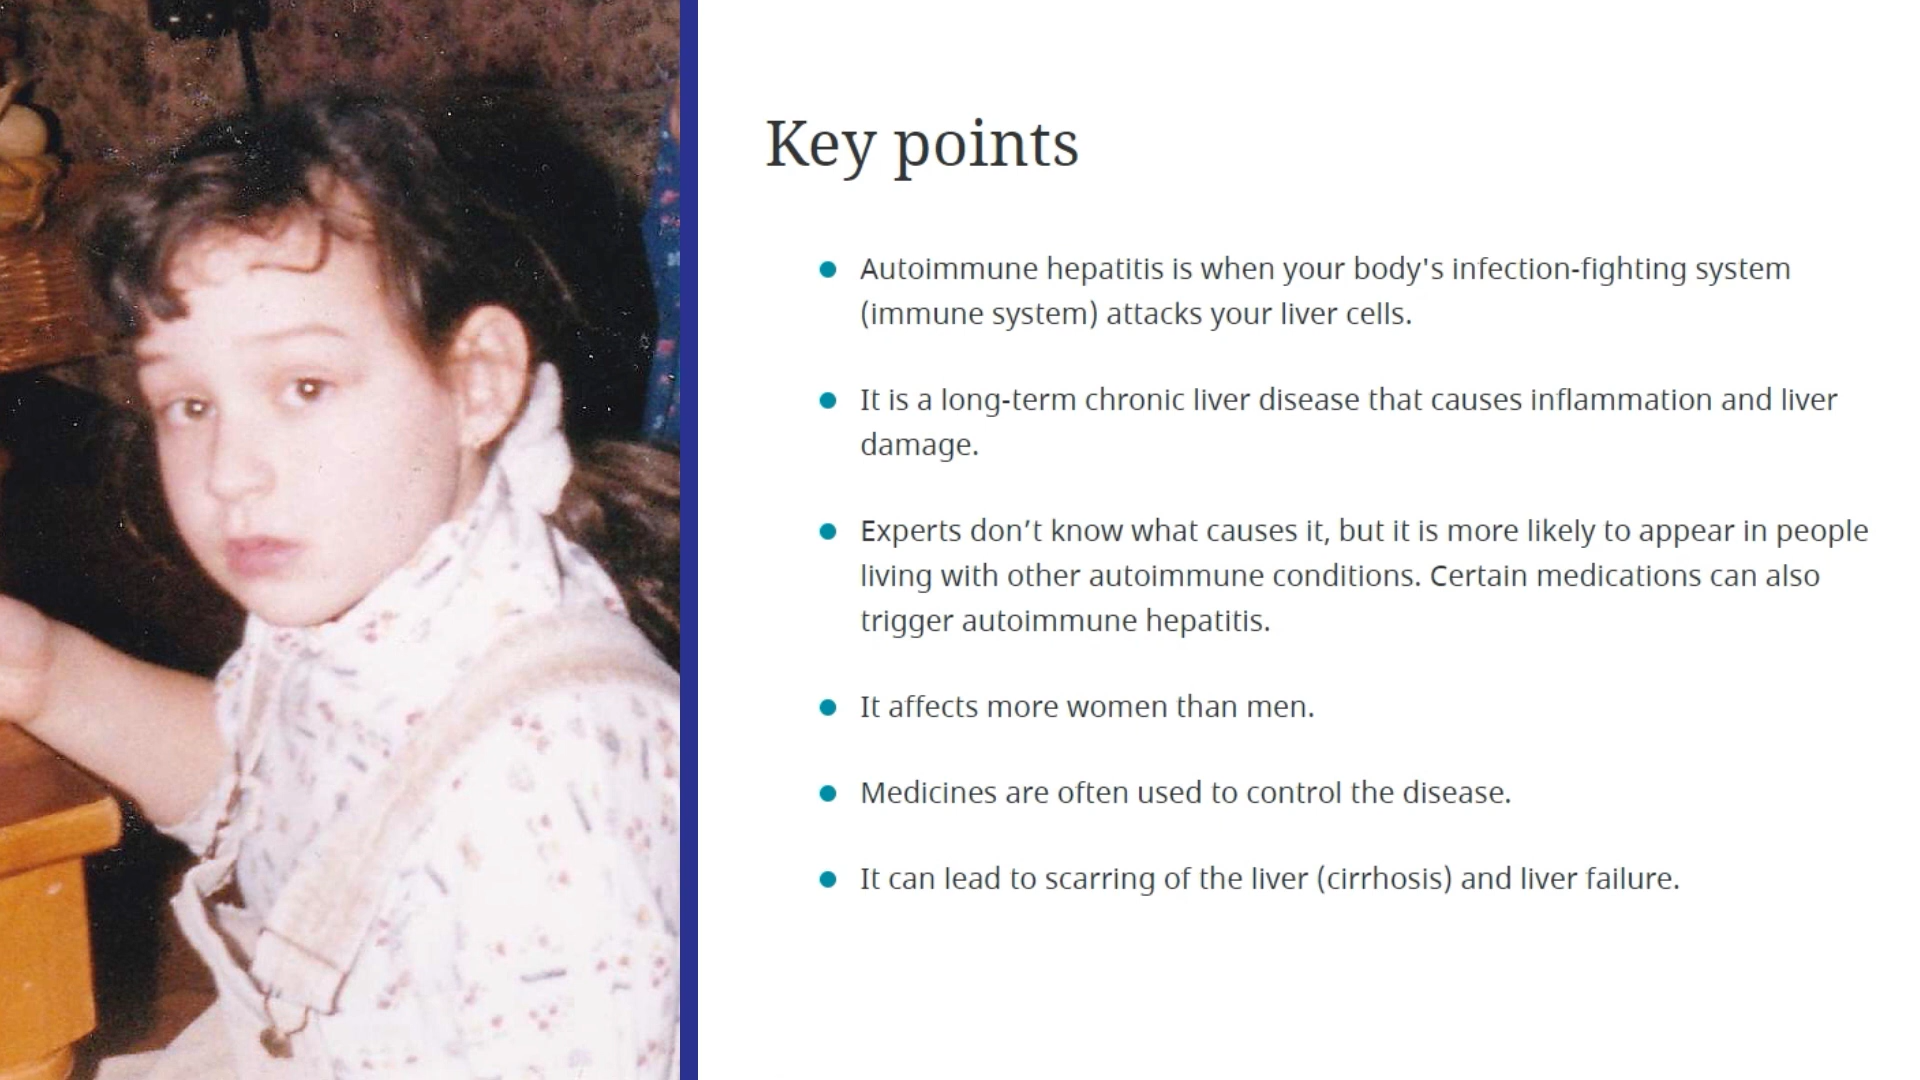 Key points
Autoimmune hepatitis is when your body's infection-fighting system
(immune system) attacks your liver cells.
It is a long-term chronic liver disease that causes inflammation and liver
damage.
Experts don’t know what causes it, but it is more likely to appear in people
living with other autoimmune conditions. Certain medications can also
trigger autoimmune hepatitis.
It affects more women than men.
Medicines are often used to control the disease.
It can lead to scarring of the liver (cirrhosis) and liver failure.